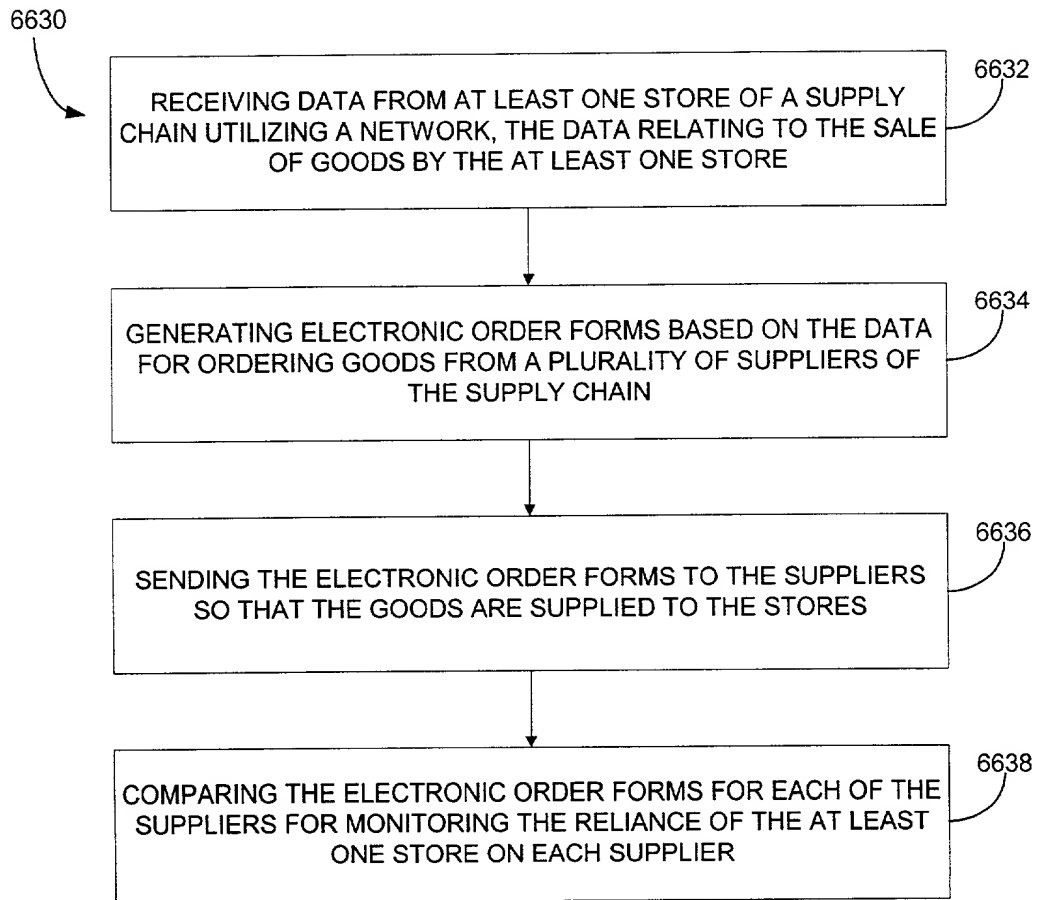 6630
RECEIVING DATA FROM AT LEAST ONE STORE OF A SUPPLY
CHAIN UTILIZING A NETWORK, THE DATA RELATING TO THE SALE
OF GOODS BY THE AT LEAST ONE STORE
6632
GENERATING ELECTRONIC ORDER FORMS BASED ON THE DATA
FOR ORDERING GOODS FROM A PLURALITY OF SUPPLIERS OF
THE SUPPLY CHAIN
6634
SENDING THE ELECTRONIC ORDER FORMS TO THE SUPPLIERS
SO THAT THE GOODS ARE SUPPLIED TO THE STORES
6636
COMPARING THE ELECTRONIC ORDER FORMS FOR EACH OF THE
SUPPLIERS FOR MONITORING THE RELIANCE OF THE AT LEAST
ONE STORE ON EACH SUPPLIER
6638